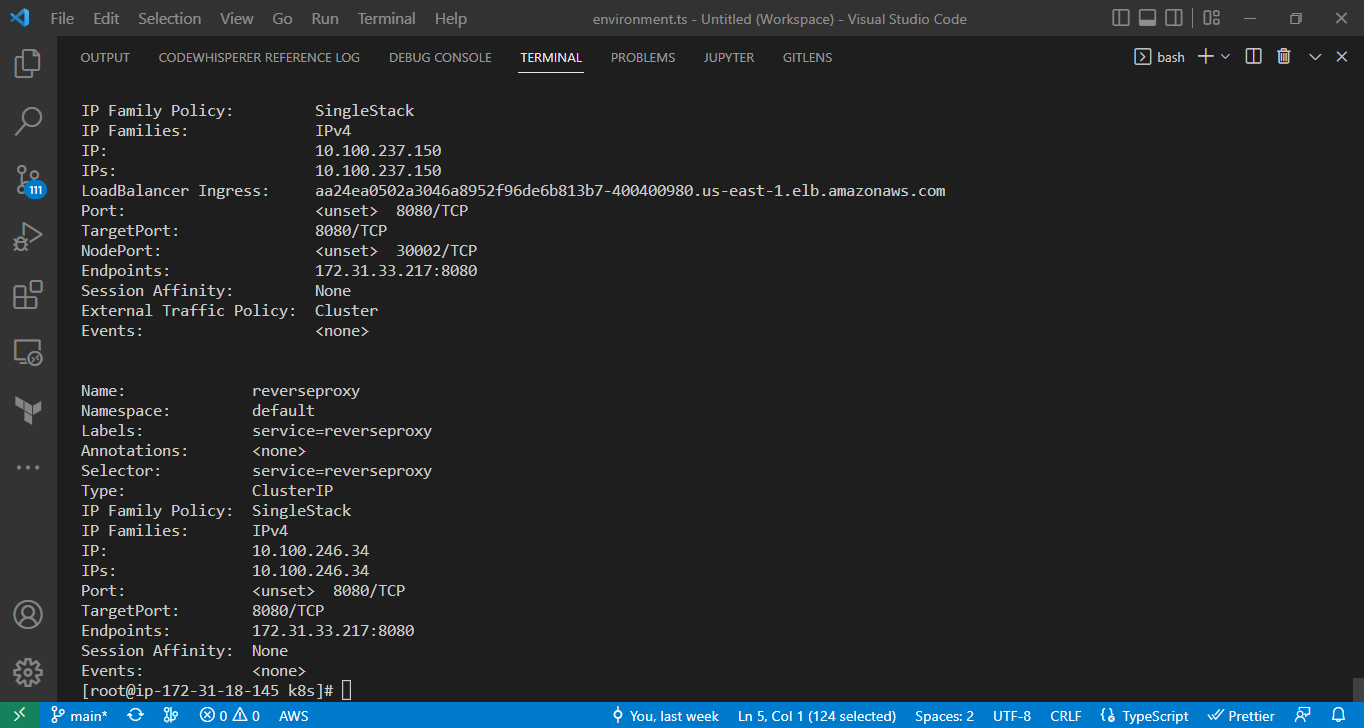 File Edit Selection View Go Run Terminal Help environment.ts - Untitled (Workspace) - Visual Studio Code
OUTPUT CODEWHISPERER REFERENCE LOG DEBUG CONSOLE TERMINAL PROBLEMS JUPYTER GITLENS bash
IP Family Policy: SingleStack
IP Families: IPv4
IP: 10.100.237.150
IPs: 10.100.237.150
LoadBalancer Ingress: aa24ea0502a3046a8952f96de6b813b7-400400980.us-east-1.elb.amazonaws.com
Port: <unset> 8080/TCP
TargetPort: 8080/TCP
NodePort: <unset> 30002/TCP
Endpoints: 172.31.33.217:8080
Session Affinity: None
External Traffic Policy: Cluster
Events: <none>
Name: reverseproxy
Namespace: default
Labels: service=reverseproxy
Annotations: <none>
Selector: service=reverseproxy
Type: ClusterIP
IP Family Policy: SingleStack
IP Families: IPv4
IP: 10.100.246.34
IPs: 10.100.246.34
Port: <unset> 8080/TCP
TargetPort: 8080/TCP
Endpoints: 172.31.33.217:8080
Session Affinity: None
Events: <none>
[root@ip-172-31-18-145 k8s]#
111
main* 0 0 AWS You, last week Ln 5, Col 1 (124 selected) Spaces: 2 UTF-8 CRLF TypeScript Prettier